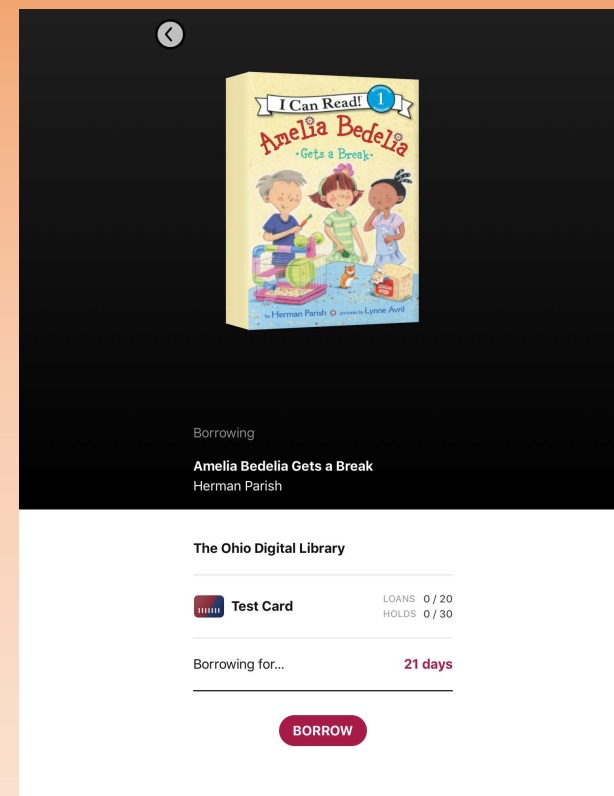 I Can Read! 1
Amelia Bedelia
·Gets a Break·
by Herman Parish pictures by Lynne Avril
Borrowing
Amelia Bedelia Gets a Break
Herman Parish
The Ohio Digital Library
Test Card
LOANS 0 / 20
HOLDS 0 / 30
Borrowing for... 21 days
BORROW